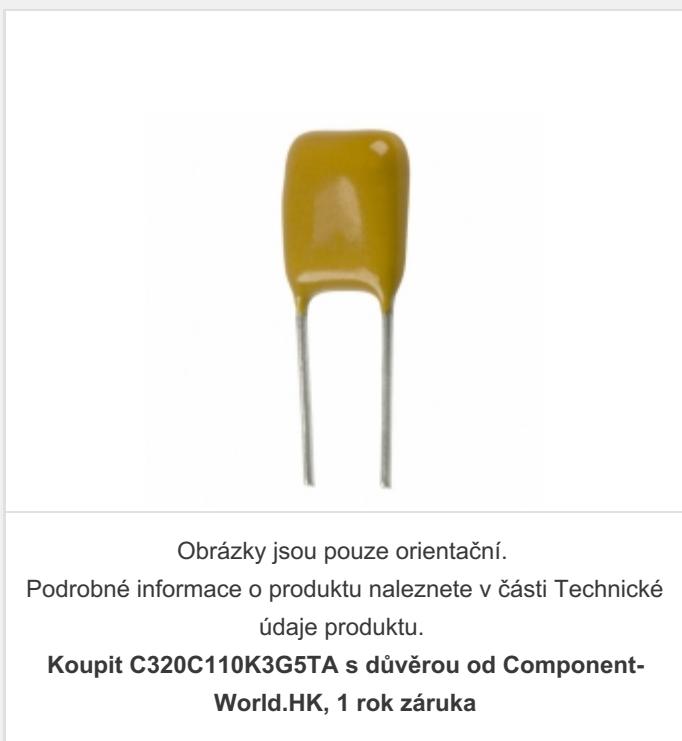 Obrázky jsou pouze orientační.
Podrobné informace o produktu naleznete v části Technické
údaje produktu.
Koupit C320C110K3G5TA s důvěrou od Component-
World.HK, 1 rok záruka